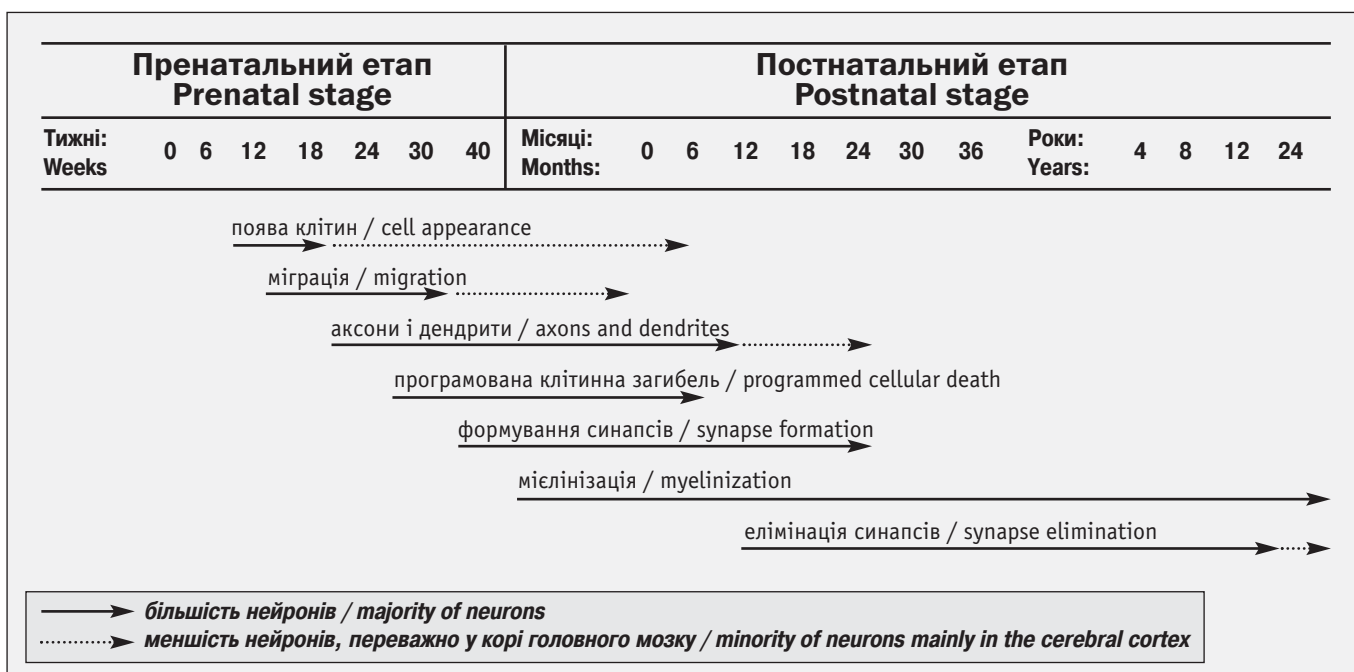 Пренатальний етап
Prenatal stage
Постнатальний етап
Postnatal stage
Тижні:
Weeks
0 6 12 18 24 30 40
Місяці:
Months:
0 6 12 18 24 30 36
Роки:
Years:
4 8 12 24
поява клітин / cell appearance
міграція / migration
аксони і дендрити / axons and dendrites
програмована клітинна загибель / programmed cellular death
формування синапсів / synapse formation
мієлінізація / myelinization
елімінація синапсів / synapse elimination
більшість нейронів / majority of neurons
меншість нейронів, переважно у корі головного мозку / minority of neurons mainly in the cerebral cortex